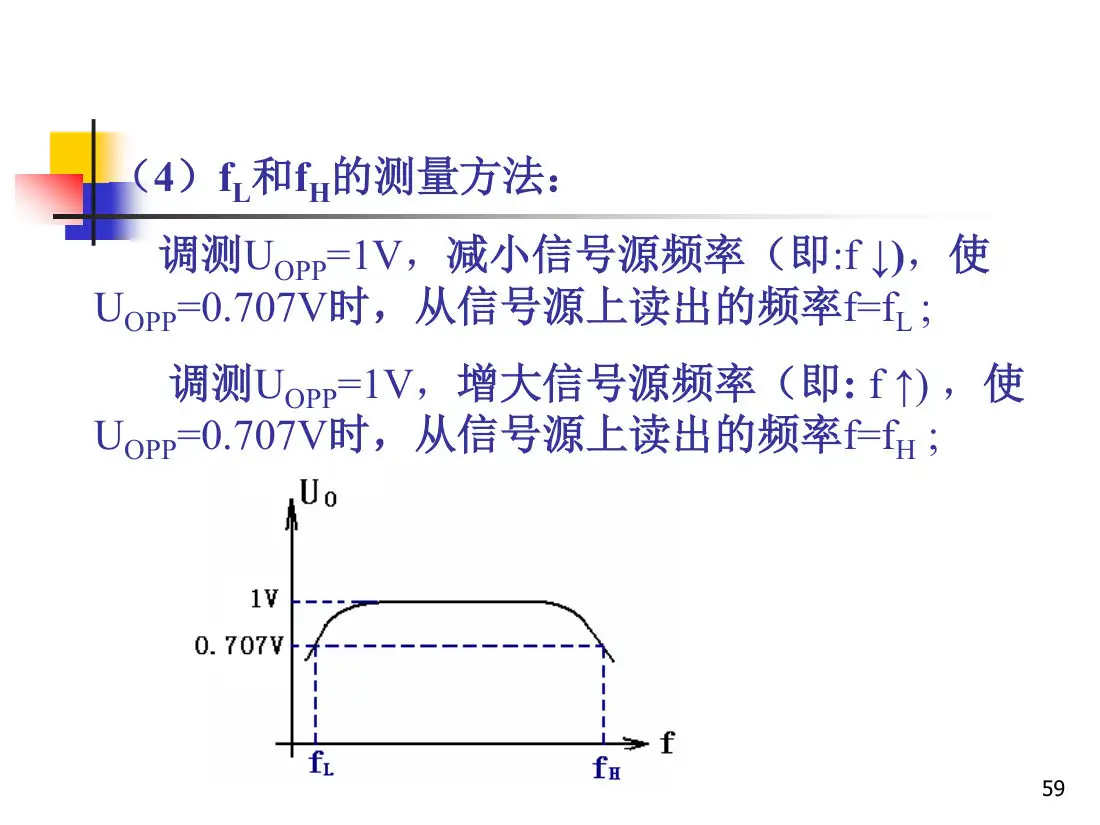 （4）fL和fH的测量方法：
调测UOPP=1V，减小信号源频率（即:f ↓)，使
UOPP=0.707V时，从信号源上读出的频率f=fL ;
调测UOPP=1V，增大信号源频率（即：f ↑) ，使
UOPP=0.707V时，从信号源上读出的频率f=fH ;
UO
1V
0.707V
f
fL
fH
59